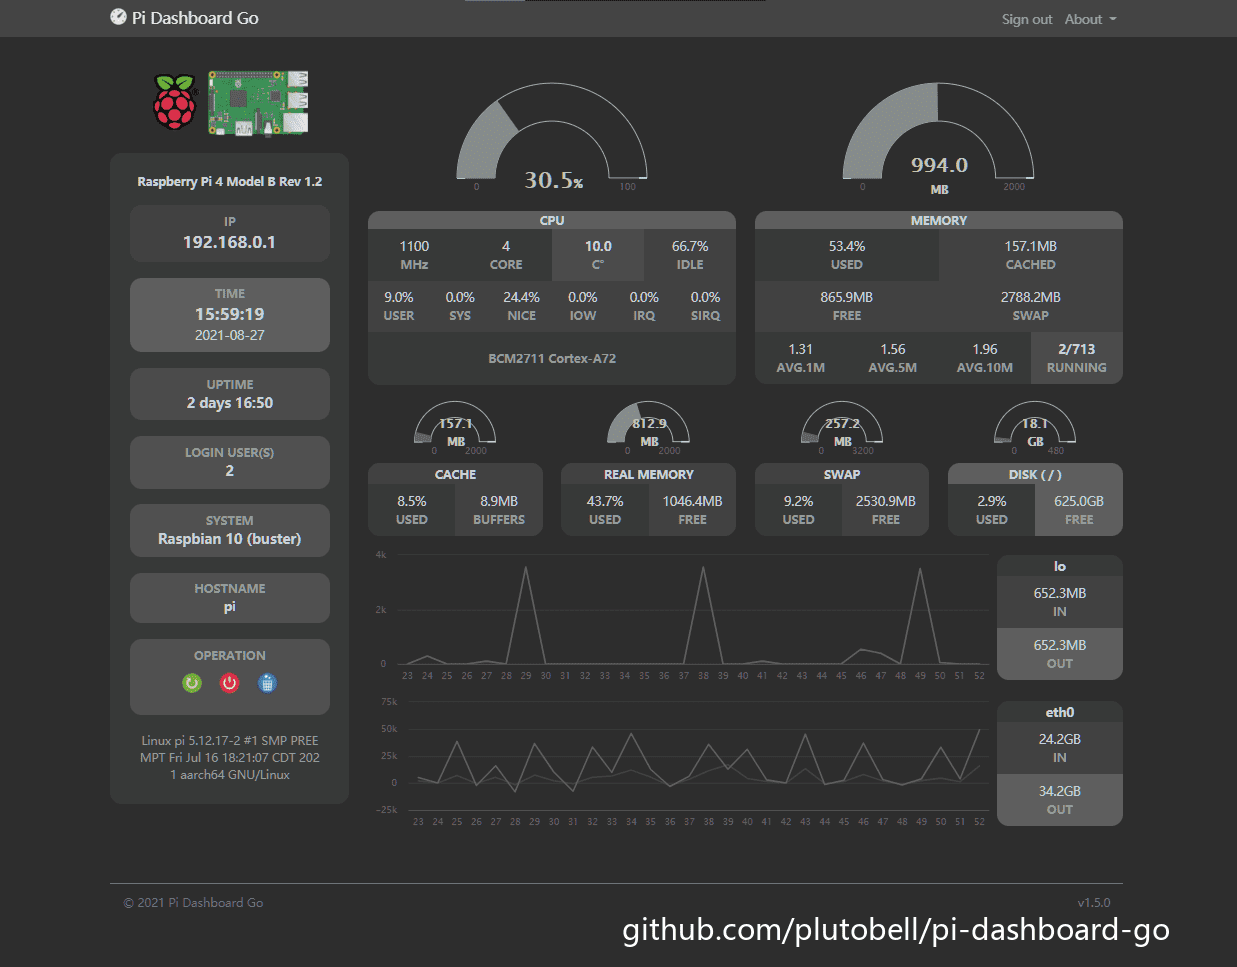 Pi Dashboard Go
Sign out About
Raspberry Pi 4 Model B Rev 1.2
IP
192.168.0.1
TIME
15:59:19
2021-08-27
UPTIME
2 days 16:50
LOGIN USER(S)
2
SYSTEM
Raspbian 10 (buster)
HOSTNAME
pi
OPERATION
Linux pi 5.12.17-2 #1 SMP PREE
MPT Fri Jul 16 18:21:07 CDT 202
1 aarch64 GNU/Linux
30.5%
0 100
CPU
1100 4 10.0 66.7%
MHz CORE C° IDLE
9.0% 0.0% 24.4% 0.0% 0.0% 0.0%
USER SYS NICE IOW IRQ SIRQ
BCM2711 Cortex-A72
994.0
MB
0 2000
MEMORY
53.4% 157.1MB
USED CACHED
865.9MB 2788.2MB
FREE SWAP
1.31 1.56 1.96 2/713
AVG.1M AVG.5M AVG.10M RUNNING
157.1
MB
0 2000
CACHE
8.5% 8.9MB
USED BUFFERS
812.9
MB
0 2000
REAL MEMORY
43.7% 1046.4MB
USED FREE
257.2
MB
0 3200
SWAP
9.2% 2530.9MB
USED FREE
18.1
GB
0 480
DISK ( / )
2.9% 625.0GB
USED FREE
4k
2k
0
23 24 25 26 27 28 29 30 31 32 33 34 35 36 37 38 39 40 41 42 43 44 45 46 47 48 49 50 51 52
lo
652.3MB
IN
652.3MB
OUT
75k
50k
25k
0
-25k
23 24 25 26 27 28 29 30 31 32 33 34 35 36 37 38 39 40 41 42 43 44 45 46 47 48 49 50 51 52
eth0
24.2GB
IN
34.2GB
OUT
© 2021 Pi Dashboard Go v1.5.0
github.com/plutobell/pi-dashboard-go